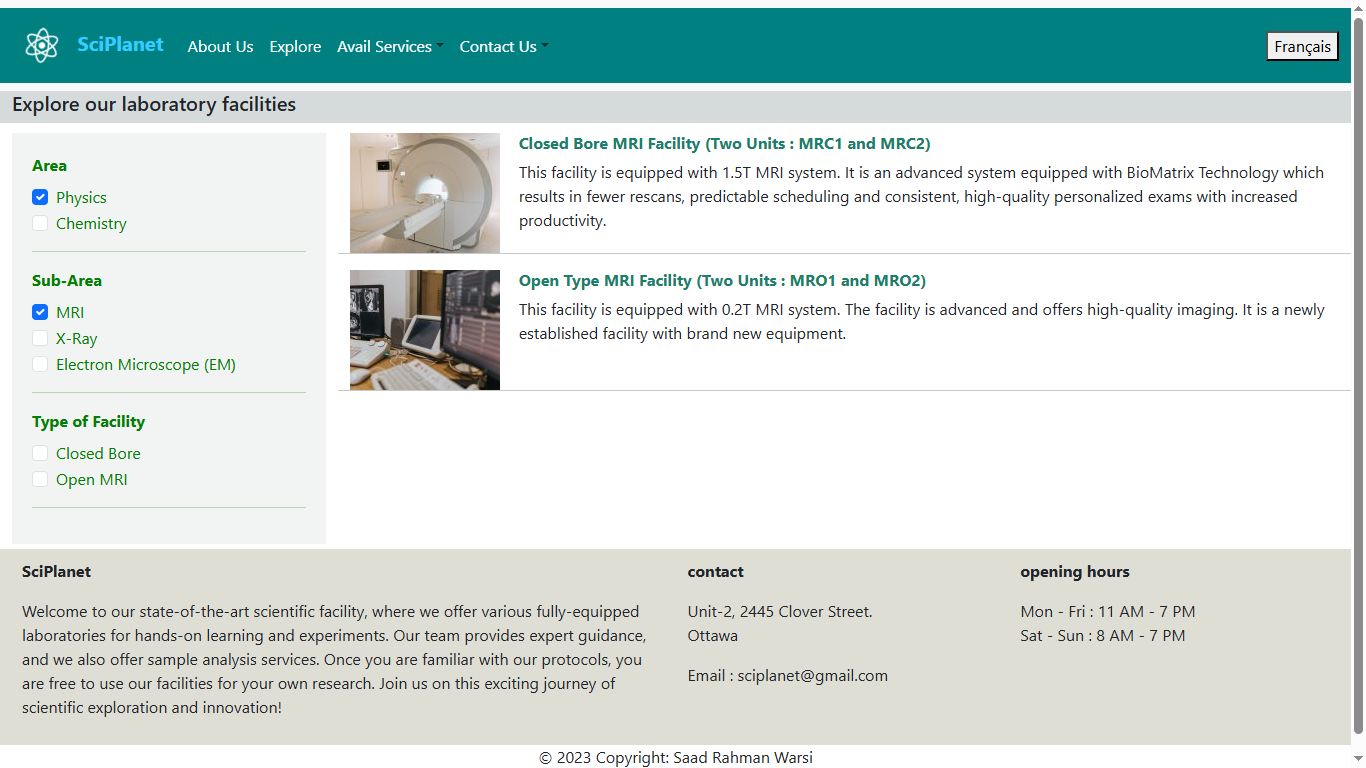 SciPlanet
About Us
Explore
Avail Services
Contact Us
Français
Explore our laboratory facilities
Area
Physics
Chemistry
Sub-Area
MRI
X-Ray
Electron Microscope (EM)
Type of Facility
Closed Bore
Open MRI
Closed Bore MRI Facility (Two Units : MRC1 and MRC2)
This facility is equipped with 1.5T MRI system. It is an advanced system equipped with BioMatrix Technology which
results in fewer rescans, predictable scheduling and consistent, high-quality personalized exams with increased
productivity.
Open Type MRI Facility (Two Units : MRO1 and MRO2)
This facility is equipped with 0.2T MRI system. The facility is advanced and offers high-quality imaging. It is a newly
established facility with brand new equipment.
SciPlanet
Welcome to our state-of-the-art scientific facility, where we offer various fully-equipped
laboratories for hands-on learning and experiments. Our team provides expert guidance,
and we also offer sample analysis services. Once you are familiar with our protocols, you
are free to use our facilities for your own research. Join us on this exciting journey of
scientific exploration and innovation!
contact
Unit-2, 2445 Clover Street.
Ottawa
Email : sciplanet@gmail.com
opening hours
Mon - Fri : 11 AM - 7 PM
Sat - Sun : 8 AM - 7 PM
© 2023 Copyright: Saad Rahman Warsi